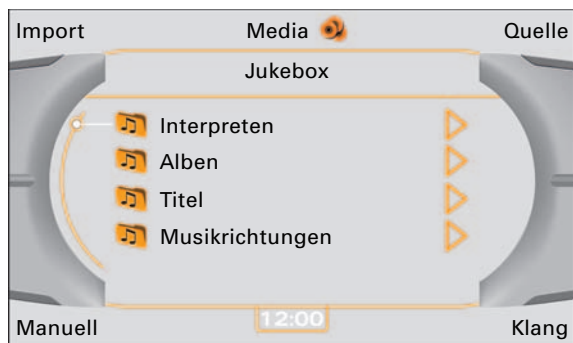 Import Media Quelle
Jukebox
Interpreten
Alben
Titel
Musikrichtungen
12:00
Manuell Klang